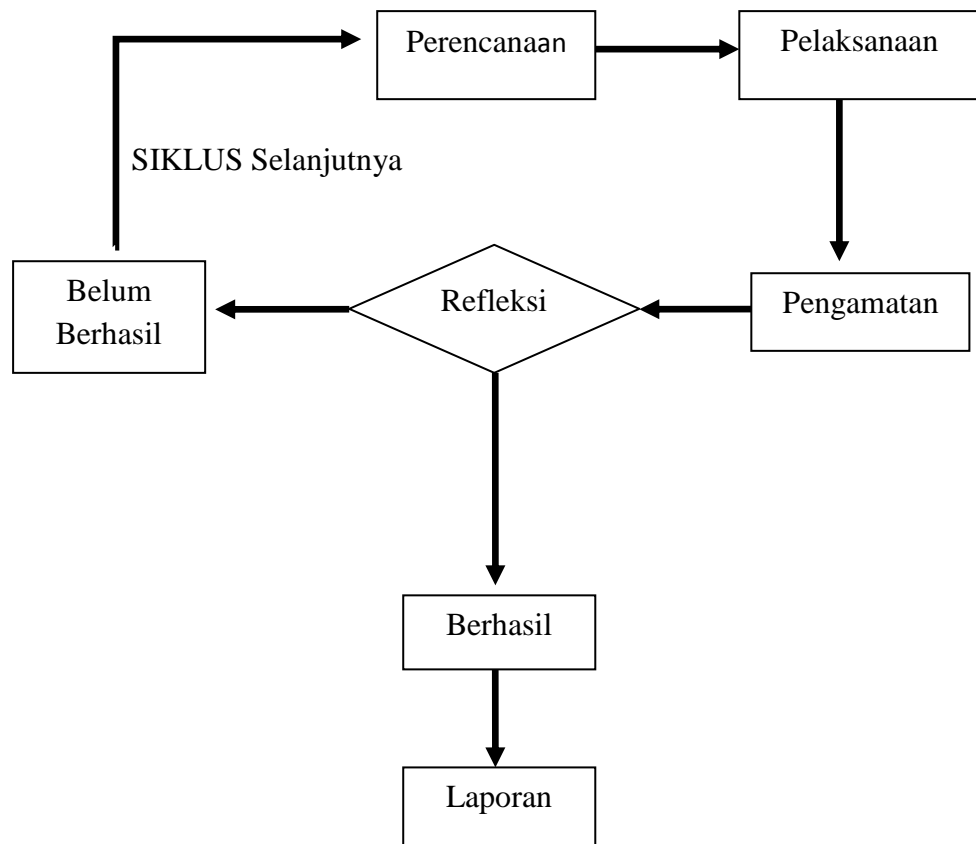 Perencanaan
Pelaksanaan
SIKLUS Selanjutnya
Belum
Berhasil
Refleksi
Pengamatan
Berhasil
Laporan